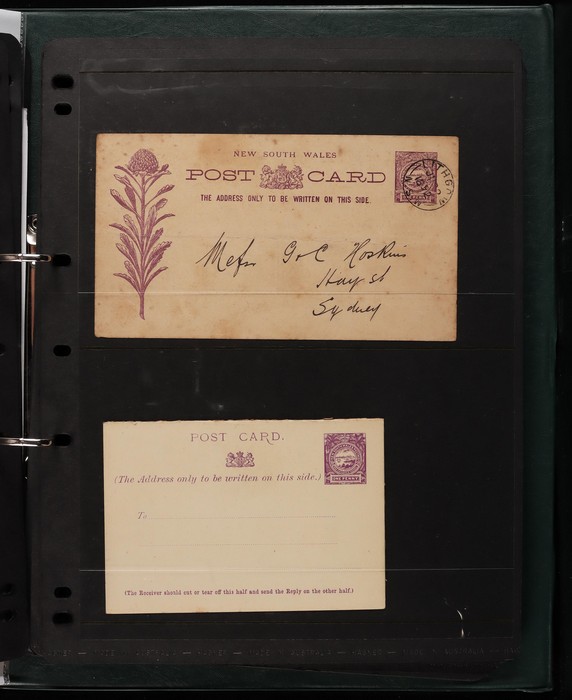 NEW SOUTH WALES
POST CARD
THE ADDRESS ONLY TO BE WRITTEN ON THIS SIDE.
LITHGOW
Messrs G & C Hoskins
Hay st
Sydney
POST CARD.
(The Address only to be written on this side.)
ONE PENNY
To
(The Receiver should cut or tear off this half and send the Reply on the other half.)